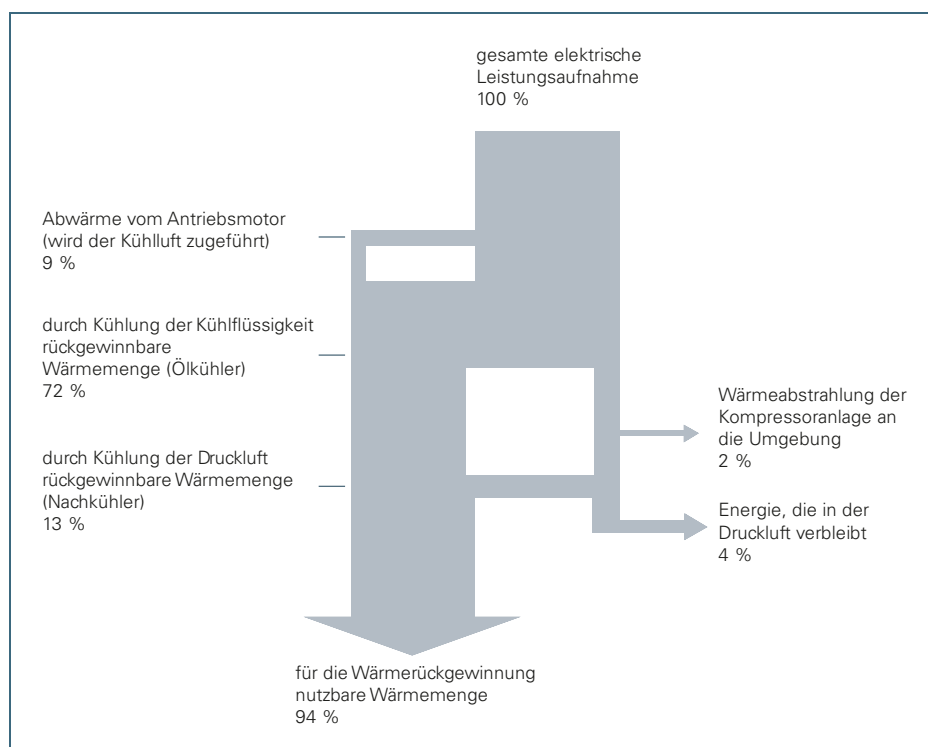 gesamte elektrische
Leistungsaufnahme
100 %
Abwärme vom Antriebsmotor
(wird der Kühlluft zugeführt)
9 %
durch Kühlung der Kühlflüssigkeit
rückgewinnbare
Wärmemenge (Ölkühler)
72 %
durch Kühlung der Druckluft
rückgewinnbare Wärmemenge
(Nachkühler)
13 %
Wärmeabstrahlung der
Kompressoranlage an
die Umgebung
2 %
Energie, die in der
Druckluft verbleibt
4 %
für die Wärmerückgewinnung
nutzbare Wärmemenge
94 %